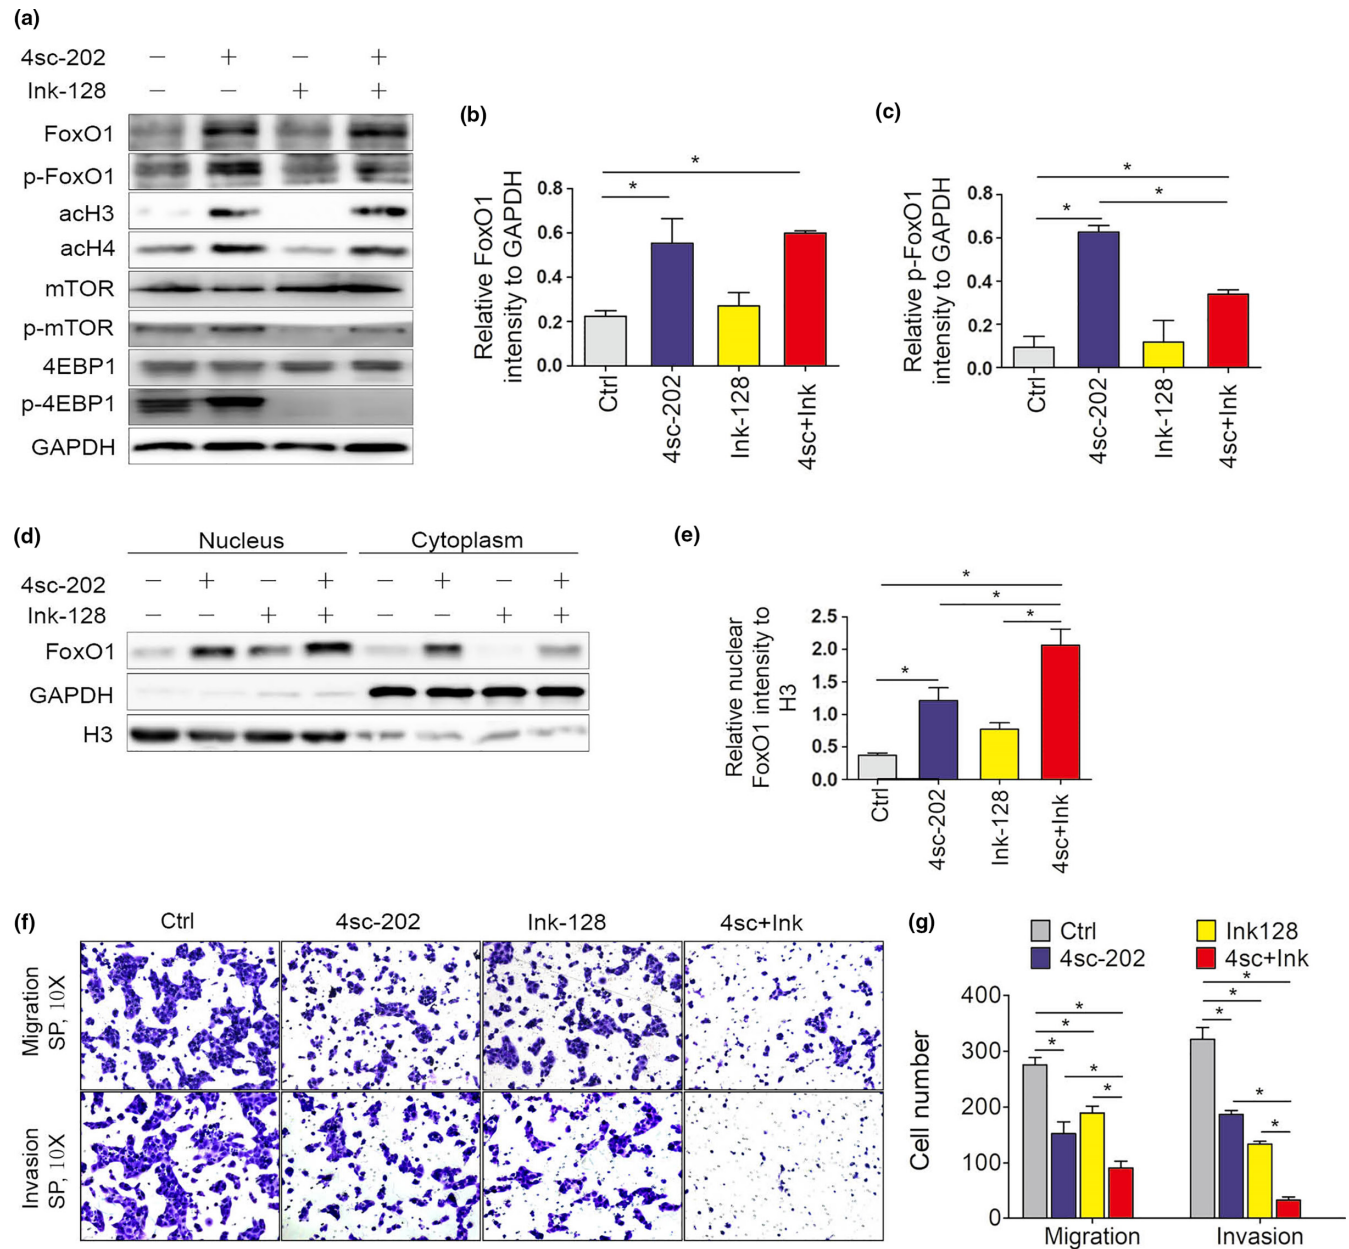 (a)
4sc-202 − + − +
Ink-128 − − + +
FoxO1
p-FoxO1
acH3
acH4
mTOR
p-mTOR
4EBP1
p-4EBP1
GAPDH
(b)
Relative FoxO1
intensity to GAPDH
0.8
0.6
0.4
0.2
0.0
* *
Ctrl
4sc-202
Ink-128
4sc+Ink
(c)
Relative p-FoxO1
intensity to GAPDH
0.8
0.6
0.4
0.2
0.0
* * *
Ctrl
4sc-202
Ink-128
4sc+Ink
(d)
Nucleus Cytoplasm
4sc-202 − + − + − + − +
Ink-128 − − + + − − + +
FoxO1
GAPDH
H3
(e)
Relative nuclear
FoxO1 intensity to
H3
2.5
2.0
1.5
1.0
0.5
0.0
* * * *
Ctrl
4sc-202
Ink-128
4sc+Ink
(f)
Ctrl 4sc-202 Ink-128 4sc+Ink
Migration
SP, 10X
Invasion
SP, 10X
(g)
Ctrl Ink128
4sc-202 4sc+Ink
Cell number
400
300
200
100
0
* * * * *
* * * * *
Migration Invasion